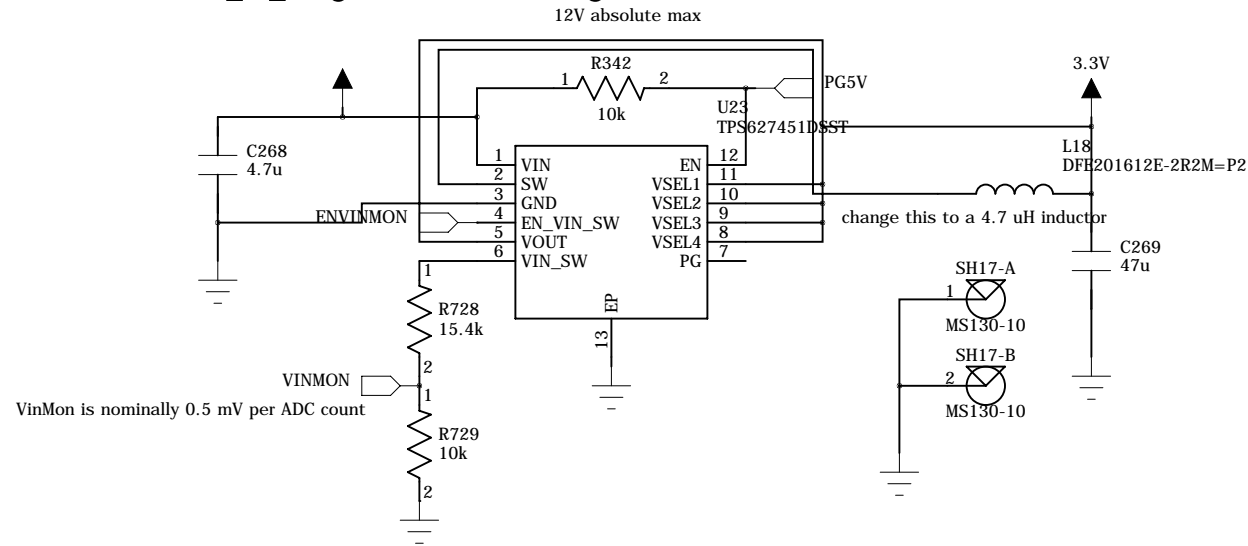 12V absolute max
R342
1
2
10k
PG5V
3.3V
U23
TPS627451DSST
C268
4.7u
L18
DFE201612E-2R2M=P2
1 VIN
2 SW
3 GND
4 EN_VIN_SW
5 VOUT
6 VIN_SW
EN 12
VSEL1 11
VSEL2 10
VSEL3 9
VSEL4 8
PG 7
EP
13
ENVINMON
change this to a 4.7 uH inductor
C269
47u
1
R728
15.4k
2
SH17-A
1
MS130-10
SH17-B
2
MS130-10
VINMON
VinMon is nominally 0.5 mV per ADC count
1
R729
10k
2